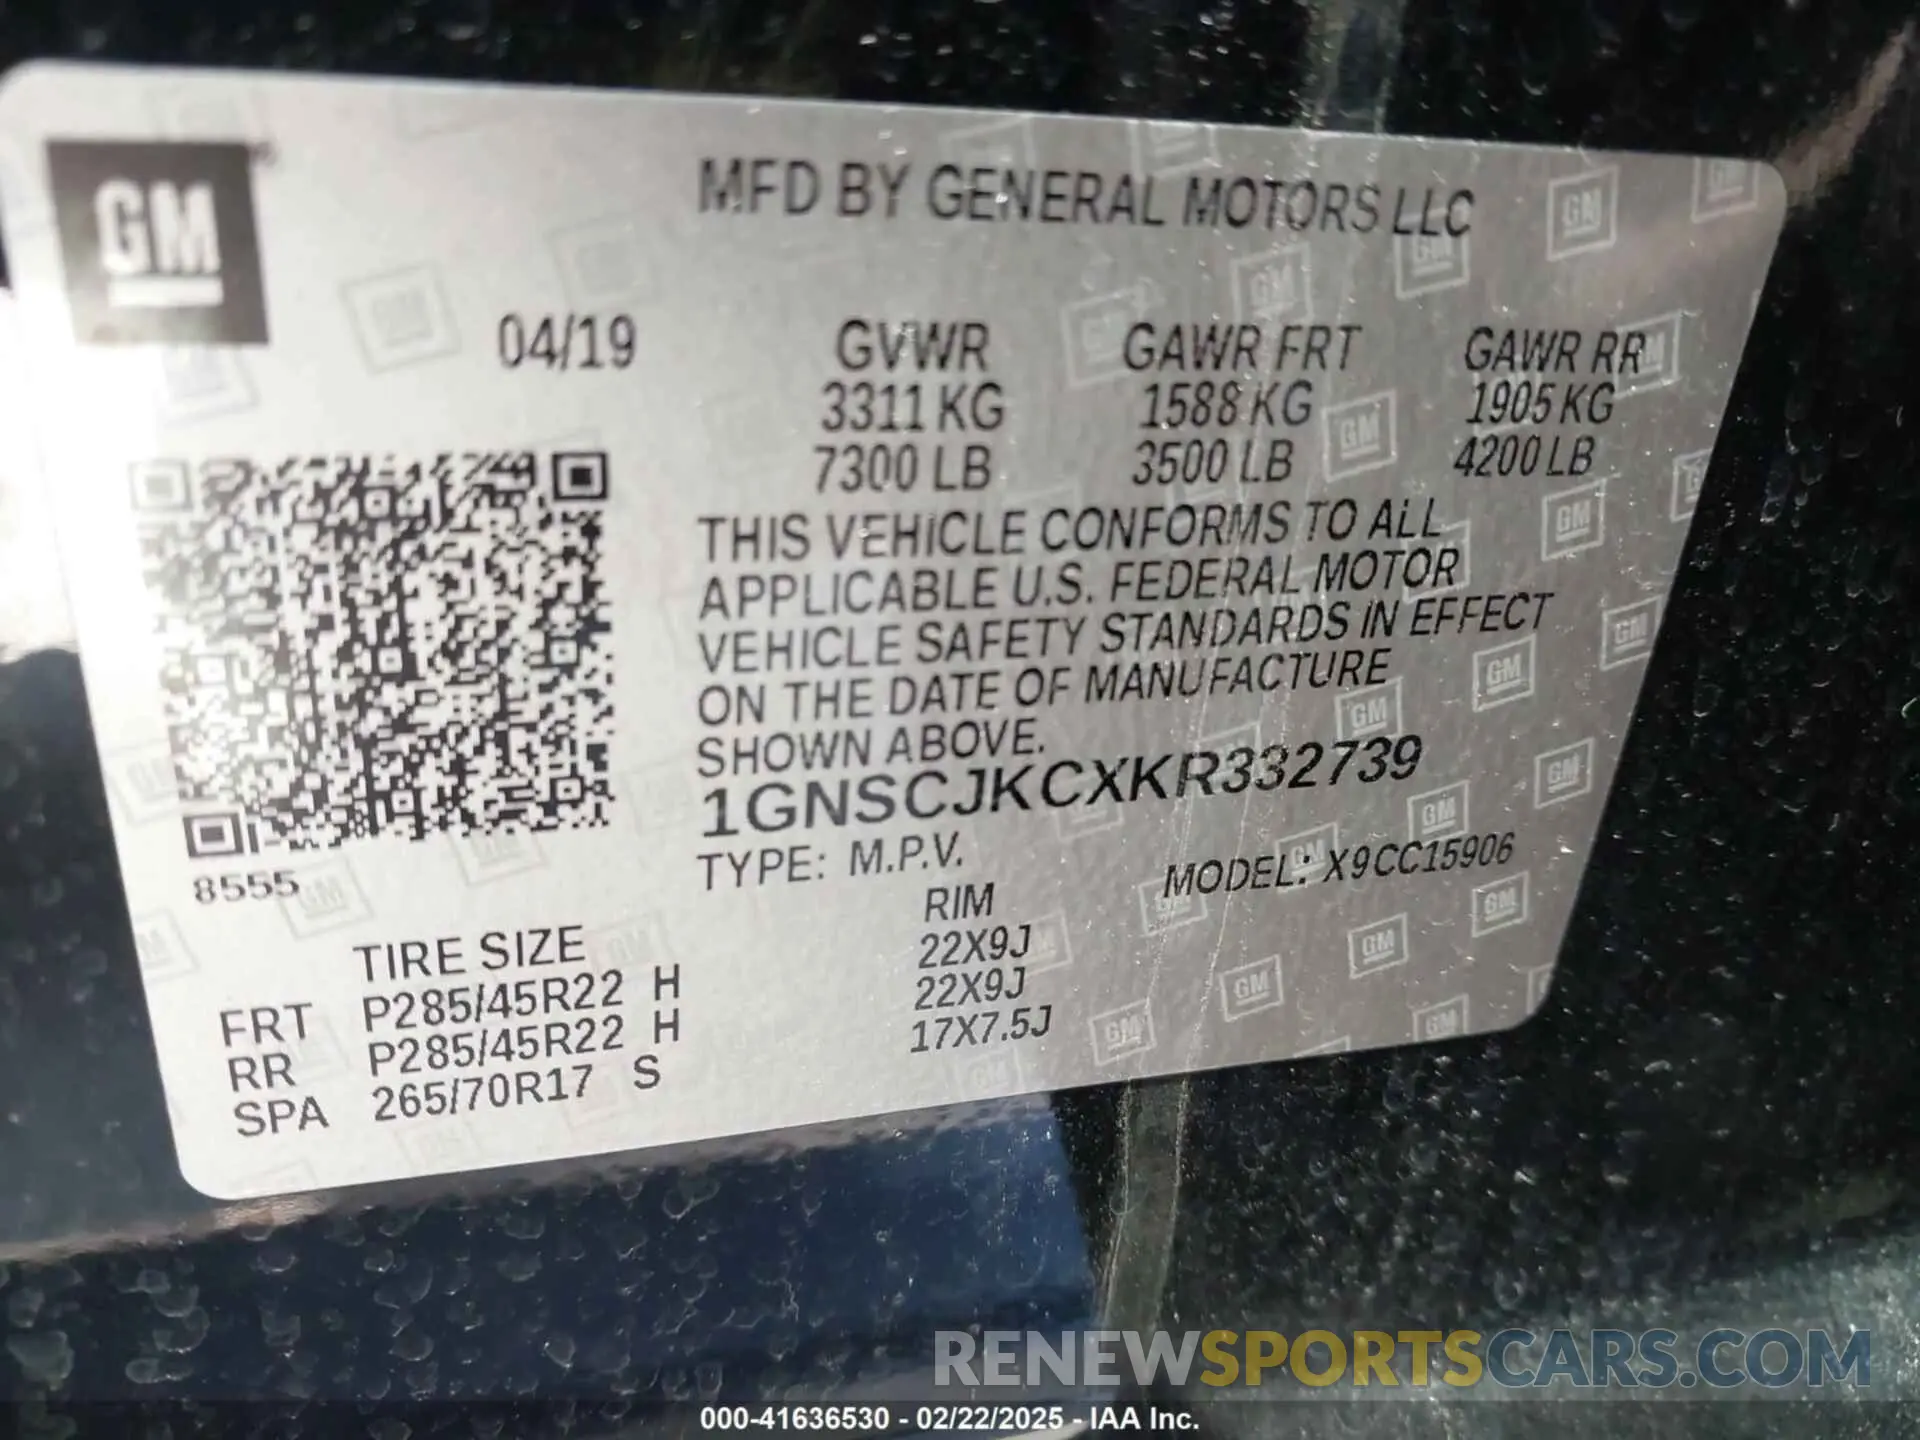 GM
MFD BY GENERAL MOTORS LLC
04/19 GVWR GAWR FRT GAWR RR
3311 KG 1588 KG 1905 KG
7300 LB 3500 LB 4200 LB
THIS VEHICLE CONFORMS TO ALL
APPLICABLE U.S. FEDERAL MOTOR
VEHICLE SAFETY STANDARDS IN EFFECT
ON THE DATE OF MANUFACTURE
SHOWN ABOVE.
1GNSCJKCXKR332739
TYPE: M.P.V. MODEL: X9CC15906
8555
TIRE SIZE RIM
FRT P285/45R22 H 22X9J
RR P285/45R22 H 22X9J
SPA 265/70R17 S 17X7.5J
RENEWSPORTSCARS.COM
000-41636530 - 02/22/2025 - IAA Inc.